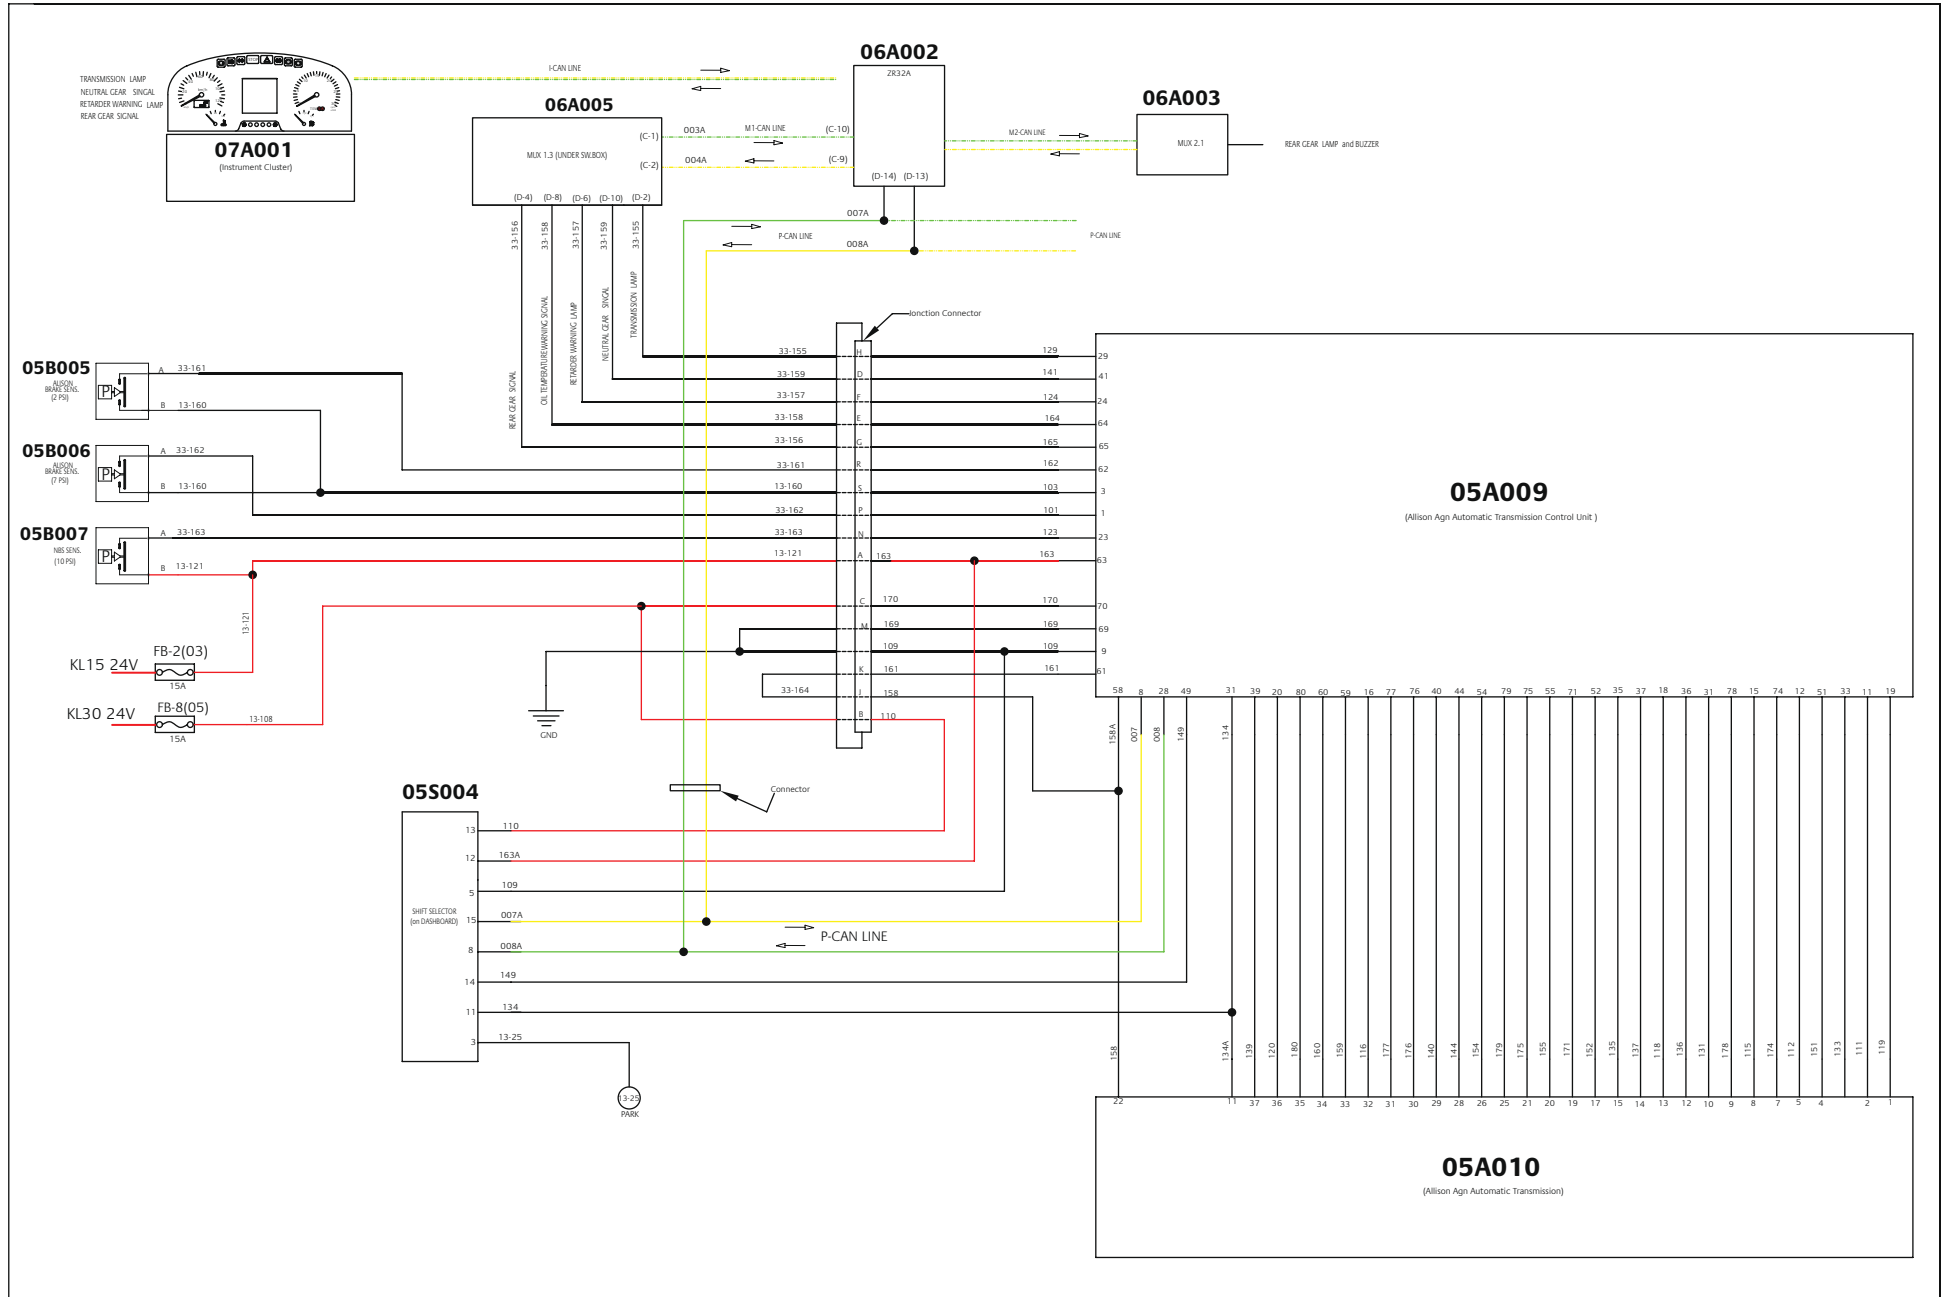 06A002
ZR32A
I-CAN LINE
TRANSMISSION LAMP
NEUTRAL GEAR SINGAL
RETARDER WARNING LAMP
REAR GEAR SIGNAL
07A001
(Instrument Cluster)
06A005
MUX 1.3 (UNDER SW.BOX)
(C-1)
003A
M1-CAN LINE
(C-10)
(C-2)
004A
(C-9)
(D-14) (D-13)
M2-CAN LINE
06A003
MUX 2.1
REAR GEAR LAMP and BUZZER
(D-4) (D-8) (D-6) (D-10) (D-2)
33-156
33-158
33-157
33-159
33-155
REAR GEAR SIGNAL
OIL TEMPERATURE WARNING SIGNAL
RETARDER WARNING LAMP
NEUTRAL GEAR SINGAL
TRANSMISSION LAMP
007A
P-CAN LINE
008A
P-CAN LINE
Ionction Connector
05B005
ALISON
BRAKE SENS.
(2 PSI)
P
A 33-161
B 13-160
05B006
ALISON
BRAKE SENS.
(7 PSI)
P
A 33-162
B 13-160
05B007
NBS SENS.
(10 PSI)
P
A 33-163
B 13-121
13-121
KL15 24V
FB-2(03)
15A
KL30 24V
FB-8(05)
15A
13-108
GND
33-155 H 129 29
33-159 D 141 41
33-157 F 124 24
33-158 E 164 64
33-156 G 165 65
33-161 R 162 62
13-160 S 103 3
33-162 P 101 1
33-163 N 123 23
13-121 A 163 163 63
C 170 170 70
M 169 169 69
109 109 9
K 161 161 61
33-164 J 158
B 110
05A009
(Allison Agn Automatic Transmission Control Unit )
58 8 28 49 31 39 20 80 60 59 16 77 76 40 44 54 79 75 55 71 52 35 37 18 36 31 78 15 74 12 51 33 11 19
158A 007 008 149 134
Connector
05S004
SHIFT SELECTOR
(on DASHBOARD)
13 110
12 163A
5 109
15 007A
8 008A
14 149
11 134
3 13-25
P-CAN LINE
13-25
PARK
158 134A 139 120 180 160 159 116 177 176 140 144 154 179 175 155 171 152 135 137 118 136 131 178 115 174 112 151 133 111 119
22 11 37 36 35 34 33 32 31 30 29 28 26 25 21 20 19 17 15 14 13 12 10 9 8 7 5 4 2 1
05A010
(Allison Agn Automatic Transmission)